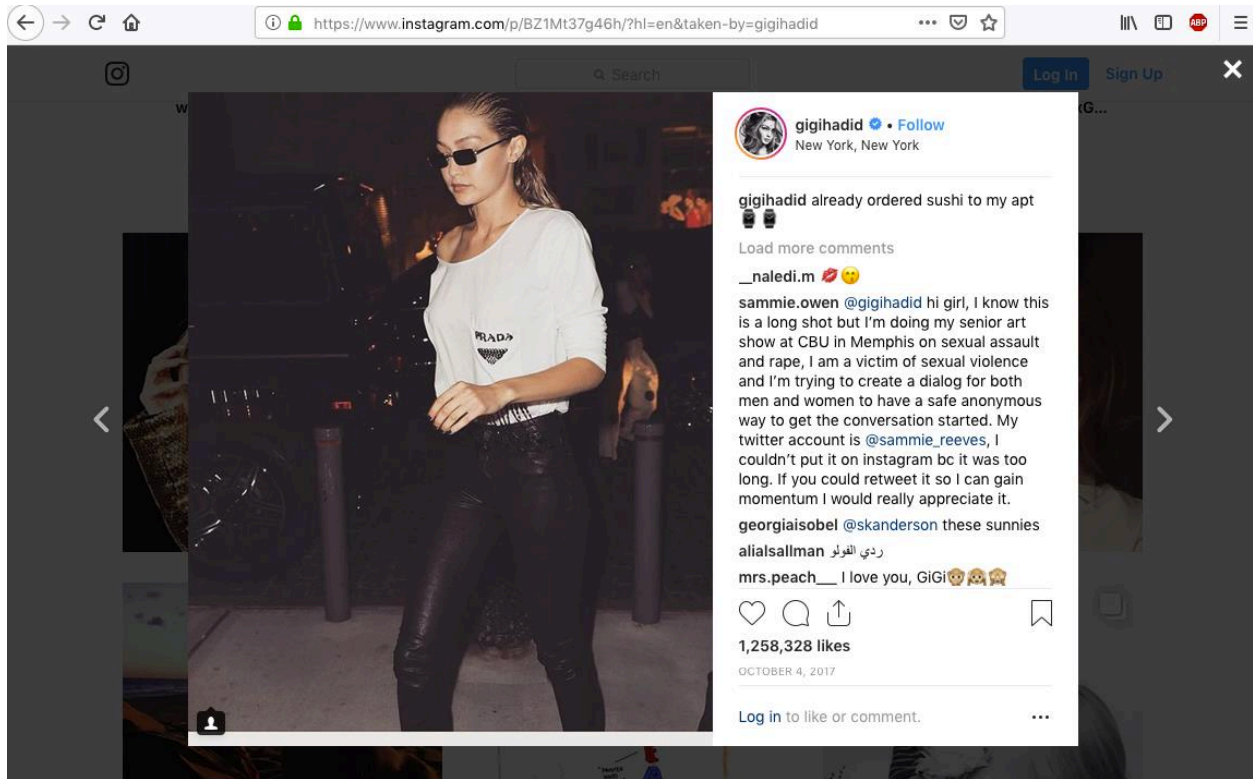 https://www.instagram.com/p/BZ1Mt37g46h/?hl=en&taken-by=gigihadid
ABP
Search
Log In
Sign Up
w
G...
PRADA
gigihadid • Follow
New York, New York
gigihadid already ordered sushi to my apt
Load more comments
__naledi.m 💋😙
sammie.owen @gigihadid hi girl, I know this
is a long shot but I'm doing my senior art
show at CBU in Memphis on sexual assault
and rape, I am a victim of sexual violence
and I'm trying to create a dialog for both
men and women to have a safe anonymous
way to get the conversation started. My
twitter account is @sammie_reeves, I
couldn't put it on instagram bc it was too
long. If you could retweet it so I can gain
momentum I would really appreciate it.
georgiaisobel @skanderson these sunnies
alialsallman ردي الفولو
mrs.peach___ I love you, GiGi🙊🙉🙈
1,258,328 likes
OCTOBER 4, 2017
Log in to like or comment.